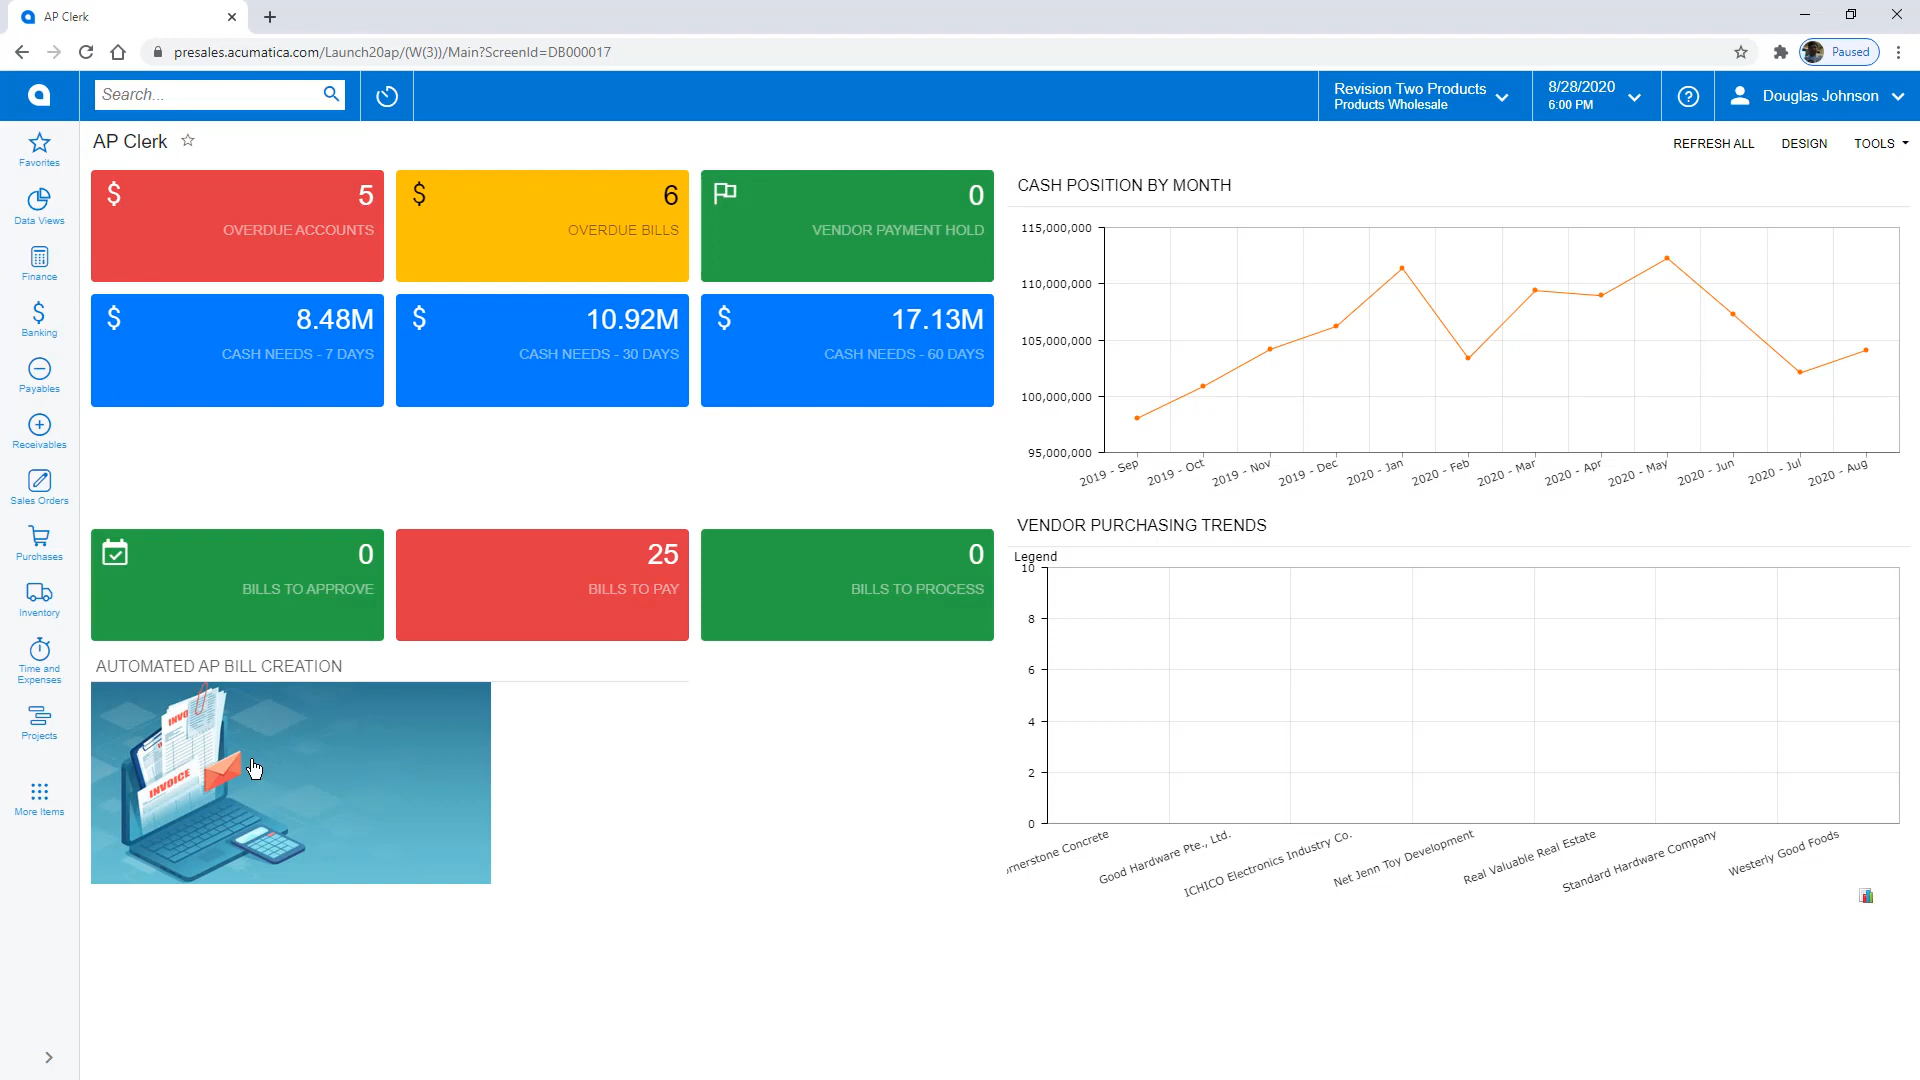 AP Clerk
presales.acumatica.com/Launch20ap/(W(3))/Main?ScreenId=DB000017
Paused
Search...
Revision Two Products
Products Wholesale
8/28/2020
6:00 PM
Douglas Johnson
Favorites
Data Views
Finance
Banking
Payables
Receivables
Sales Orders
Purchases
Inventory
Time and
Expenses
Projects
More Items
AP Clerk
REFRESH ALL
DESIGN
TOOLS
$ 5
OVERDUE ACCOUNTS
$ 6
OVERDUE BILLS
0
VENDOR PAYMENT HOLD
$ 8.48M
CASH NEEDS - 7 DAYS
$ 10.92M
CASH NEEDS - 30 DAYS
$ 17.13M
CASH NEEDS - 60 DAYS
0
BILLS TO APPROVE
25
BILLS TO PAY
0
BILLS TO PROCESS
AUTOMATED AP BILL CREATION
INVO
INVOICE
CASH POSITION BY MONTH
115,000,000
110,000,000
105,000,000
100,000,000
95,000,000
2019 - Sep
2019 - Oct
2019 - Nov
2019 - Dec
2020 - Jan
2020 - Feb
2020 - Mar
2020 - Apr
2020 - May
2020 - Jun
2020 - Jul
2020 - Aug
VENDOR PURCHASING TRENDS
Legend
10
8
6
4
2
0
rnerstone Concrete
Good Hardware Pte., Ltd.
ICHICO Electronics Industry Co.
Net Jenn Toy Development
Real Valuable Real Estate
Standard Hardware Company
Westerly Good Foods